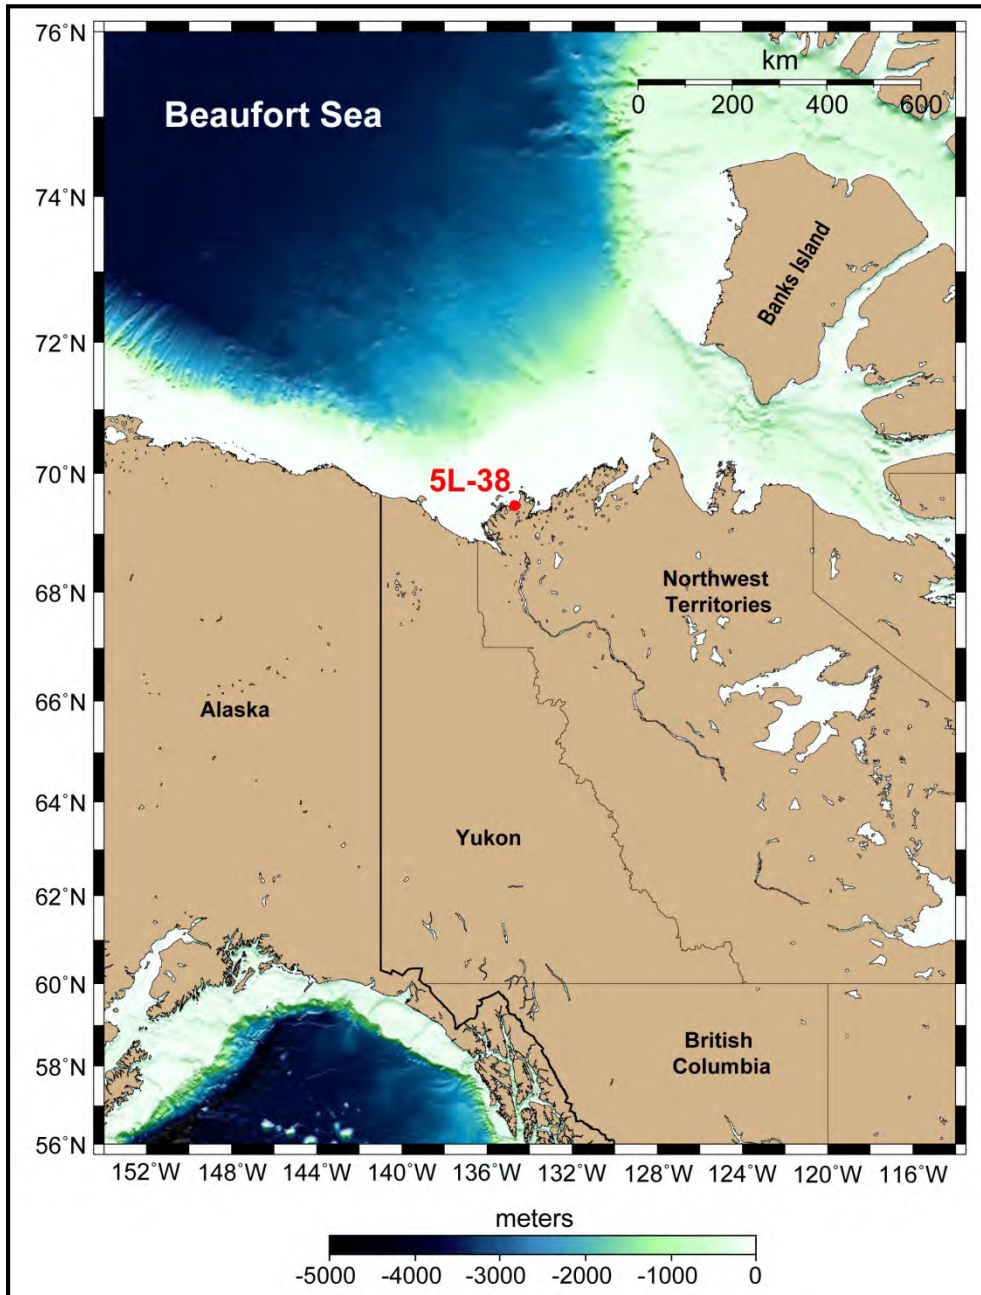 76°N
74°N
72°N
70°N
68°N
66°N
64°N
62°N
60°N
58°N
56°N
km
0 200 400 600
Beaufort Sea
Banks Island
5L-38
Northwest
Territories
Alaska
Yukon
British
Columbia
152°W 148°W 144°W 140°W 136°W 132°W 128°W 124°W 120°W 116°W
meters
-5000 -4000 -3000 -2000 -1000 0